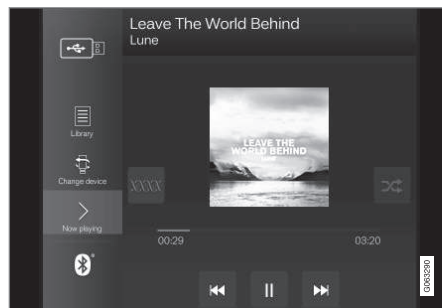 Leave The World Behind
Lune
Library
Change device
Now playing
XXXX
LEAVE THE
WORLD BEHIND
LUNE
00:29
03:20
G063290